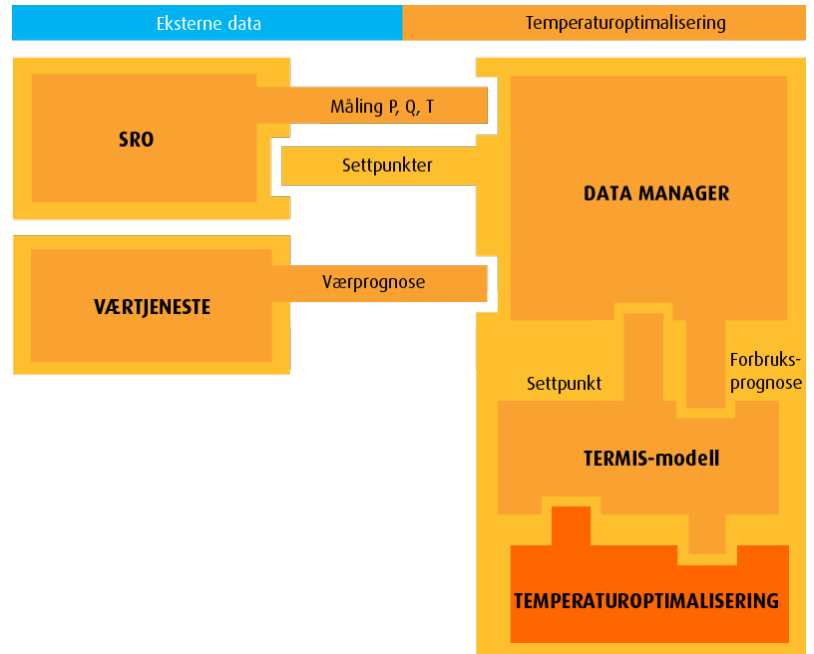 Eksterne data
Temperaturoptimalisering
Måling P, Q, T
SRO
Settpunkter
DATA MANAGER
Værprognose
VÆRTJENESTE
Forbruks-
prognose
Settpunkt
TERMIS-modell
TEMPERATUROPTIMALISERING